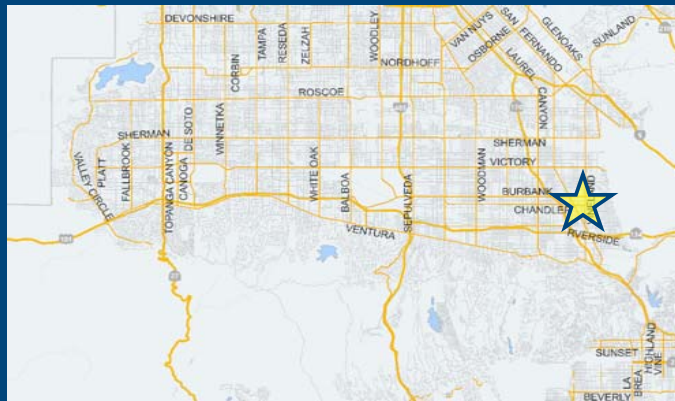 DEVONSHIRE
CORBIN
TAMPA
RESEDA
ZELZAH
WOODLEY
VAN NUYS
OSBORNE
SAN
FERNANDO
GLENOAKS
SUNLAND
LAUREL
CANYON
NORDHOFF
ROSCOE
SHERMAN
PLATT
FALLBROOK
VALLEY CIRCLE
TOPANGA CANYON
CANOGA
DE SOTO
WINNETKA
WHITE OAK
BALBOA
SEPULVEDA
WOODMAN
SHERMAN
VICTORY
BURBANK
CHANDLER
VENTURA
SUNSET
HIGHLAND
VINE
LA
BREA
BEVERLY